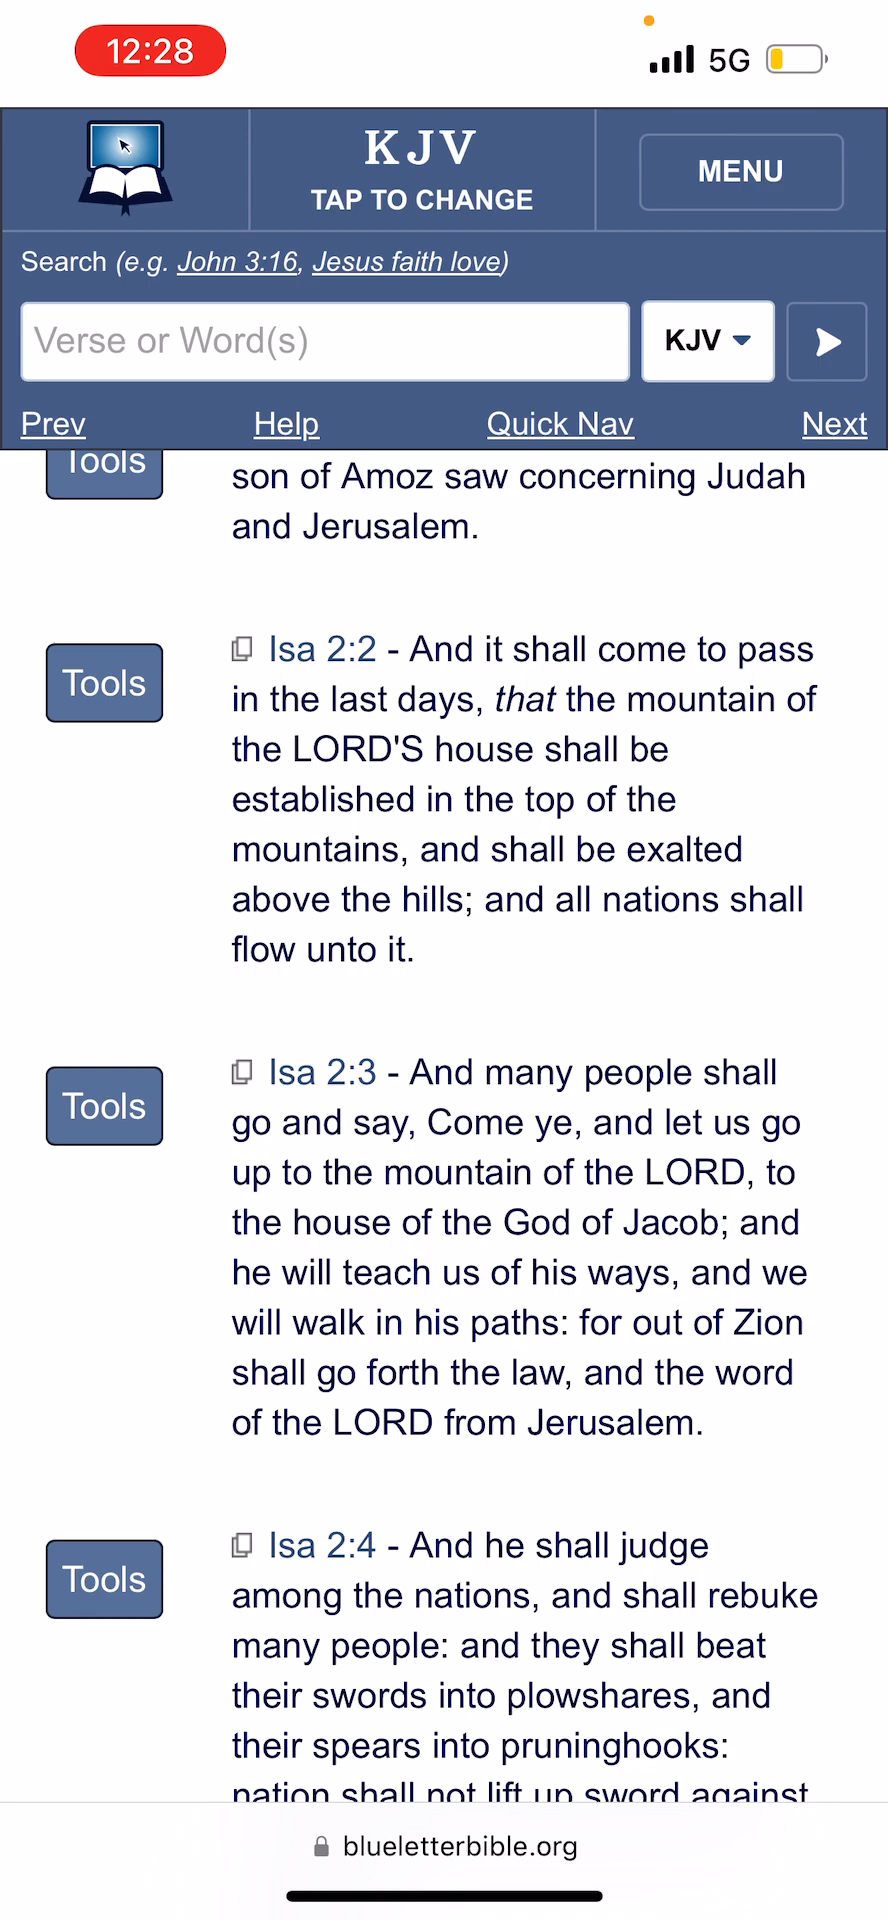 12:28
5G
KJV
TAP TO CHANGE
MENU
Search (e.g. John 3:16, Jesus faith love)
Verse or Word(s)
KJV
Prev Help Quick Nav Next
Tools
son of Amoz saw concerning Judah
and Jerusalem.
Tools
Isa 2:2 - And it shall come to pass
in the last days, that the mountain of
the LORD'S house shall be
established in the top of the
mountains, and shall be exalted
above the hills; and all nations shall
flow unto it.
Tools
Isa 2:3 - And many people shall
go and say, Come ye, and let us go
up to the mountain of the LORD, to
the house of the God of Jacob; and
he will teach us of his ways, and we
will walk in his paths: for out of Zion
shall go forth the law, and the word
of the LORD from Jerusalem.
Tools
Isa 2:4 - And he shall judge
among the nations, and shall rebuke
many people: and they shall beat
their swords into plowshares, and
their spears into pruninghooks:
nation shall not lift up sword against
blueletterbible.org